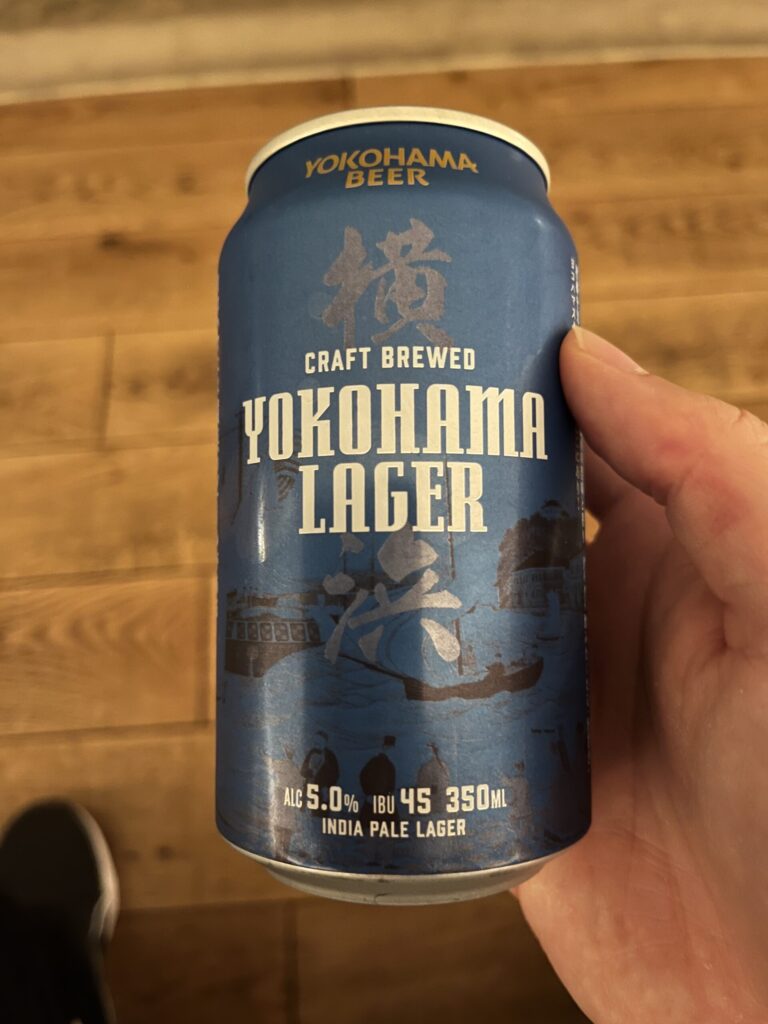 YOKOHAMA
BEER
横
CRAFT BREWED
YOKOHAMA
LAGER
浜
ALC 5.0% IBU 45 350ML
INDIA PALE LAGER